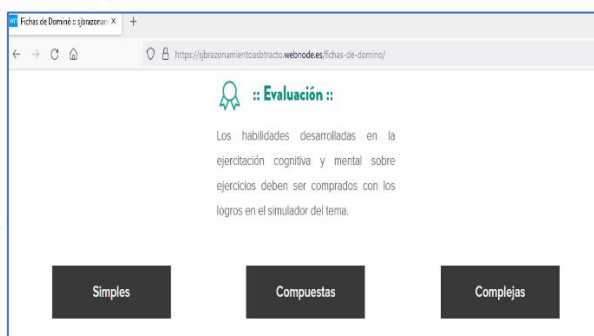 Fichas de Dominó :: sjbrazonam X +
https://sjbrazonamientoasbtracto.webnode.es/fichas-de-domino/
:: Evaluación ::
Los habilidades desarrolladas en la
ejercitación cognitiva y mental sobre
ejercicios deben ser comprados con los
logros en el simulador del tema.
Simples Compuestas Complejas